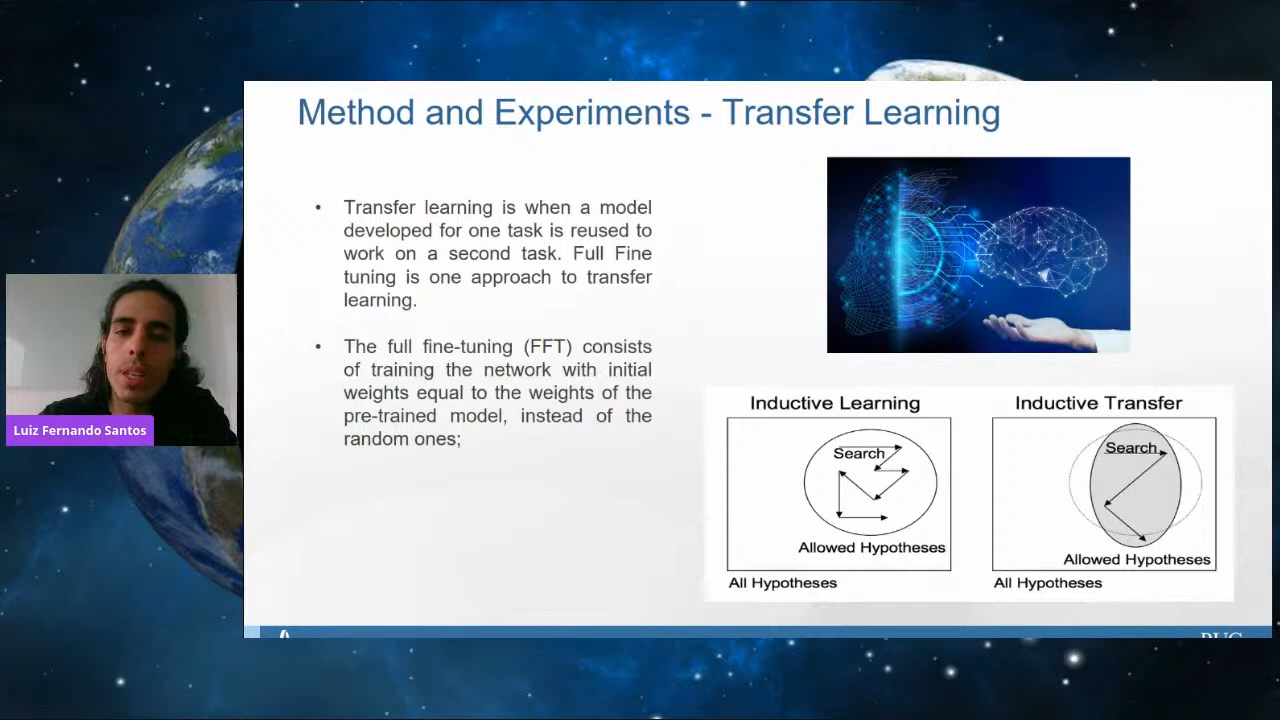 Method and Experiments - Transfer Learning
• Transfer learning is when a model
developed for one task is reused to
work on a second task. Full Fine
tuning is one approach to transfer
learning.
• The full fine-tuning (FFT) consists
of training the network with initial
weights equal to the weights of the
pre-trained model, instead of the
random ones;
Luiz Fernando Santos
Inductive Learning
Search
Allowed Hypotheses
All Hypotheses
Inductive Transfer
Search
Allowed Hypotheses
All Hypotheses